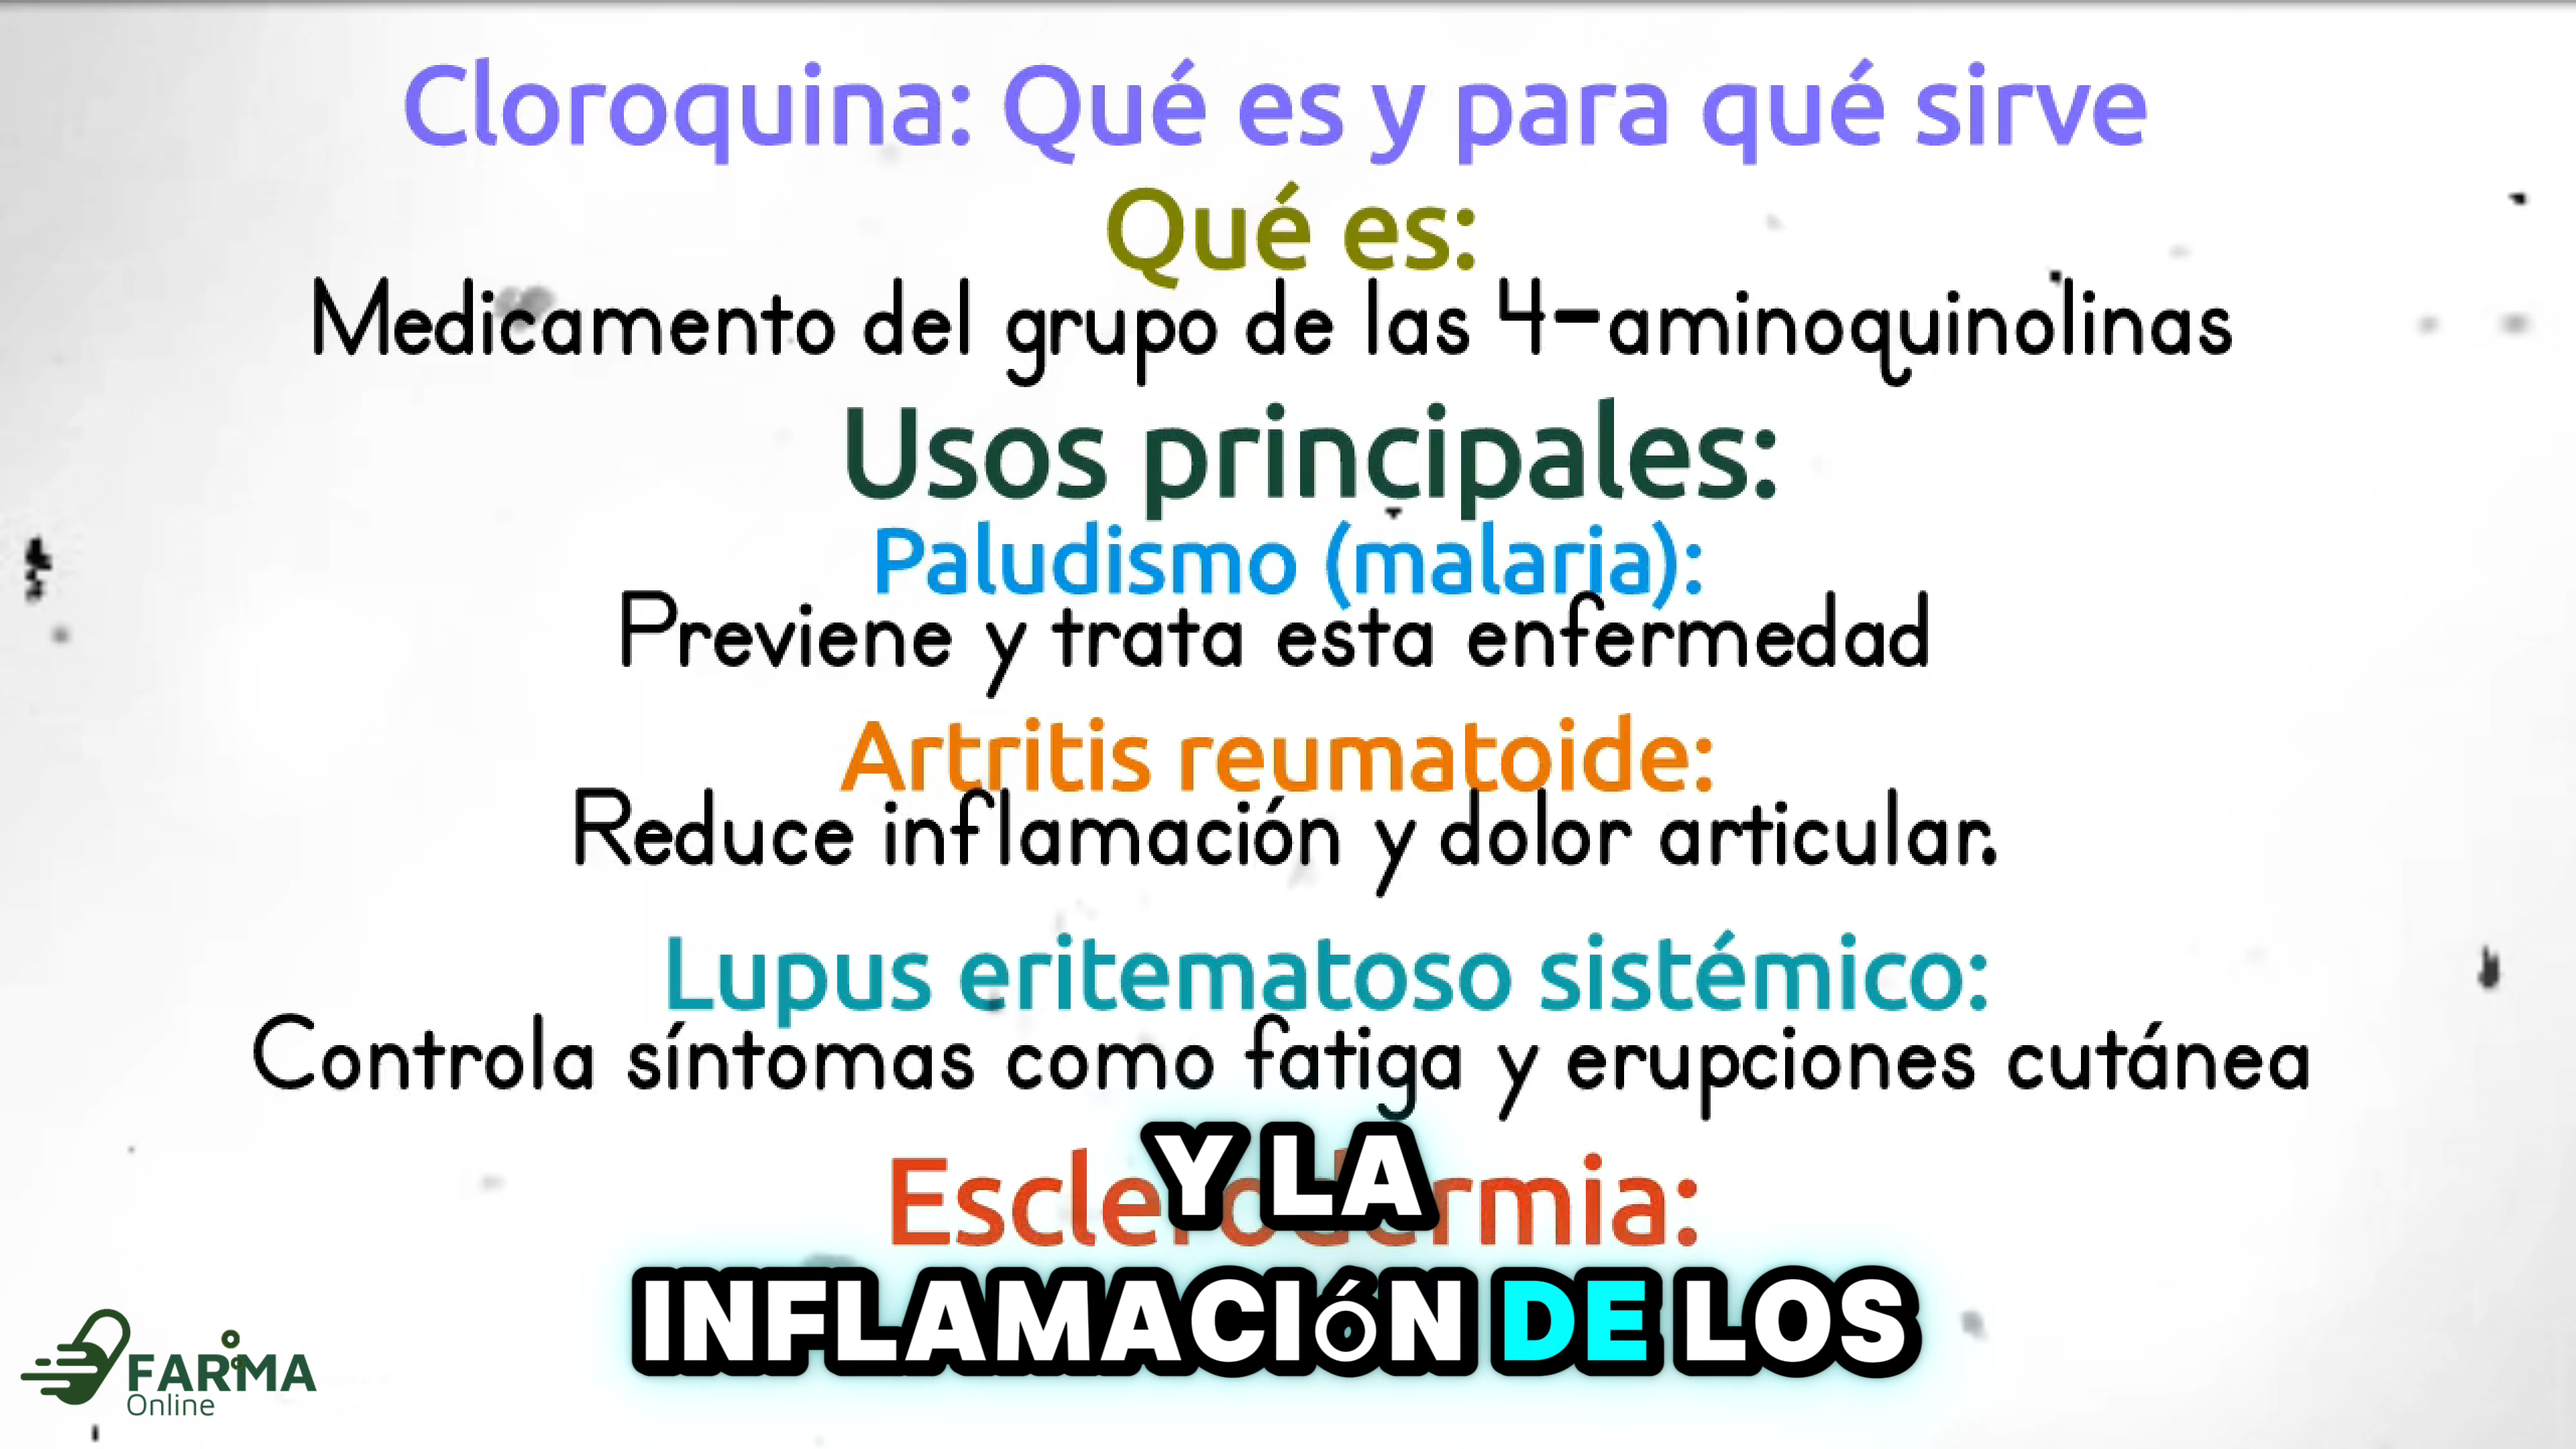 Cloroquina: Qué es y para qué sirve
Qué es:
Medicamento del grupo de las 4-aminoquinolinas
Usos principales:
Paludismo (malaria):
Previene y trata esta enfermedad
Artritis reumatoide:
Reduce inflamación y dolor articular.
Lupus eritematoso sistémico:
Controla síntomas como fatiga y erupciones cutánea
Esclerodermia:
Y LA
INFLAMACIÓN DE LOS
FARMA
Online